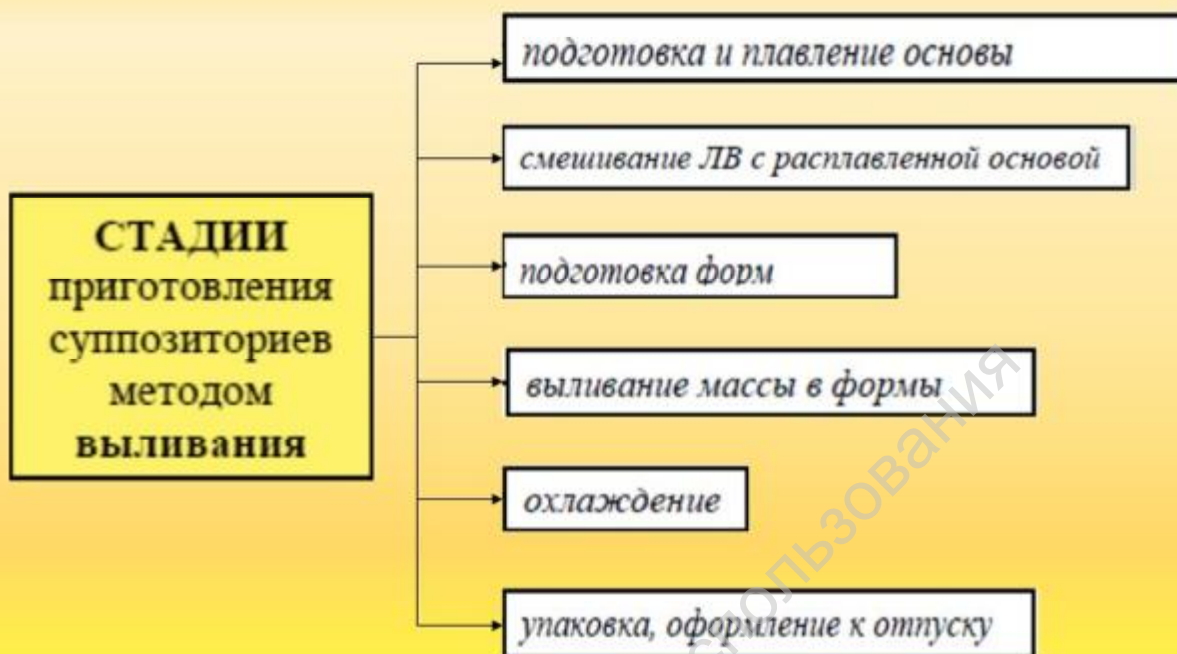 СТАДИИ
приготовления
суппозиториев
методом
выливания
подготовка и плавление основы
смешивание ЛВ с расплавленной основой
подготовка форм
выливание массы в формы
охлаждение
упаковка, оформление к отпуску